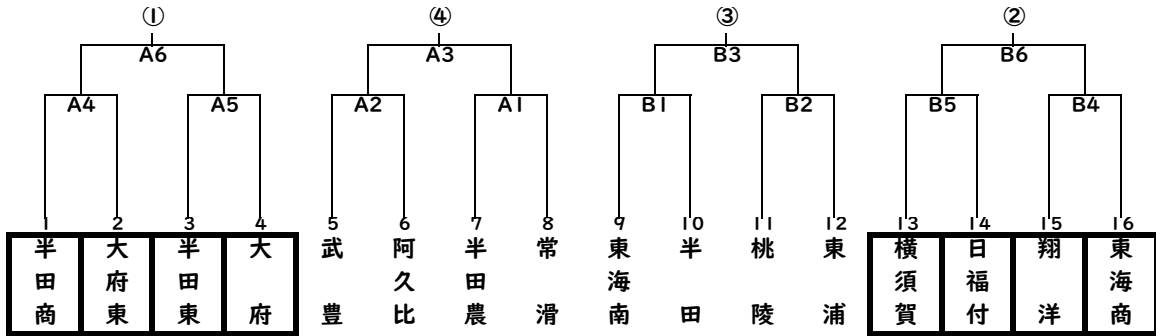 ① ④ ③ ②
A6 A3 B3 B6
A4 A5 A2 A1 B1 B2 B5 B4
1 2 3 4 5 6 7 8 9 10 11 12 13 14 15 16
半田商
大府東
半田東
大府
武豊
阿久比
半田農
常滑
東海南
半田
桃陵
東浦
横須賀
日福付
翔洋
東海商